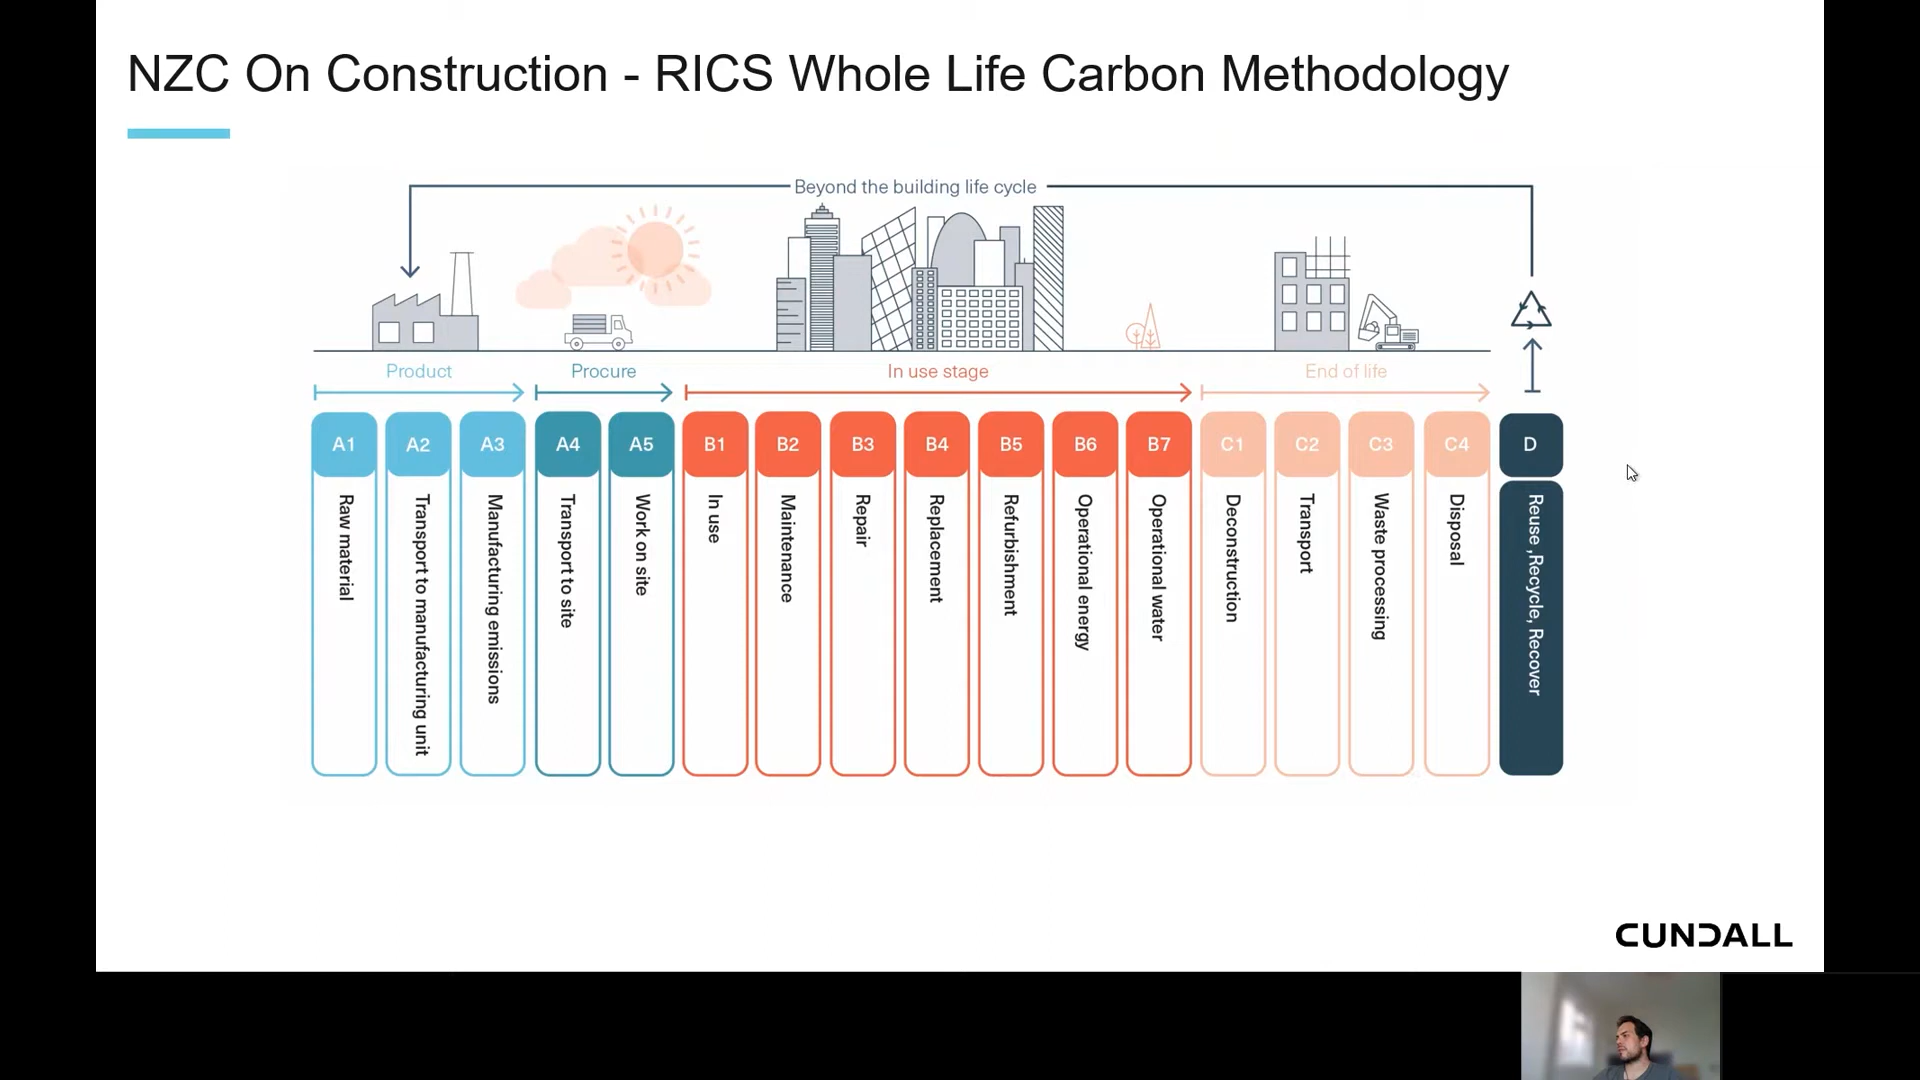 NZC On Construction - RICS Whole Life Carbon Methodology
Beyond the building life cycle
Product
Procure
In use stage
End of life
A1
A2
A3
A4
A5
B1
B2
B3
B4
B5
B6
B7
C1
C2
C3
C4
D
Raw material
Transport to manufacturing unit
Manufacturing emissions
Transport to site
Work on site
In use
Maintenance
Repair
Replacement
Refurbishment
Operational energy
Operational water
Deconstruction
Transport
Waste processing
Disposal
Reuse ,Recycle, Recover
CUNDALL